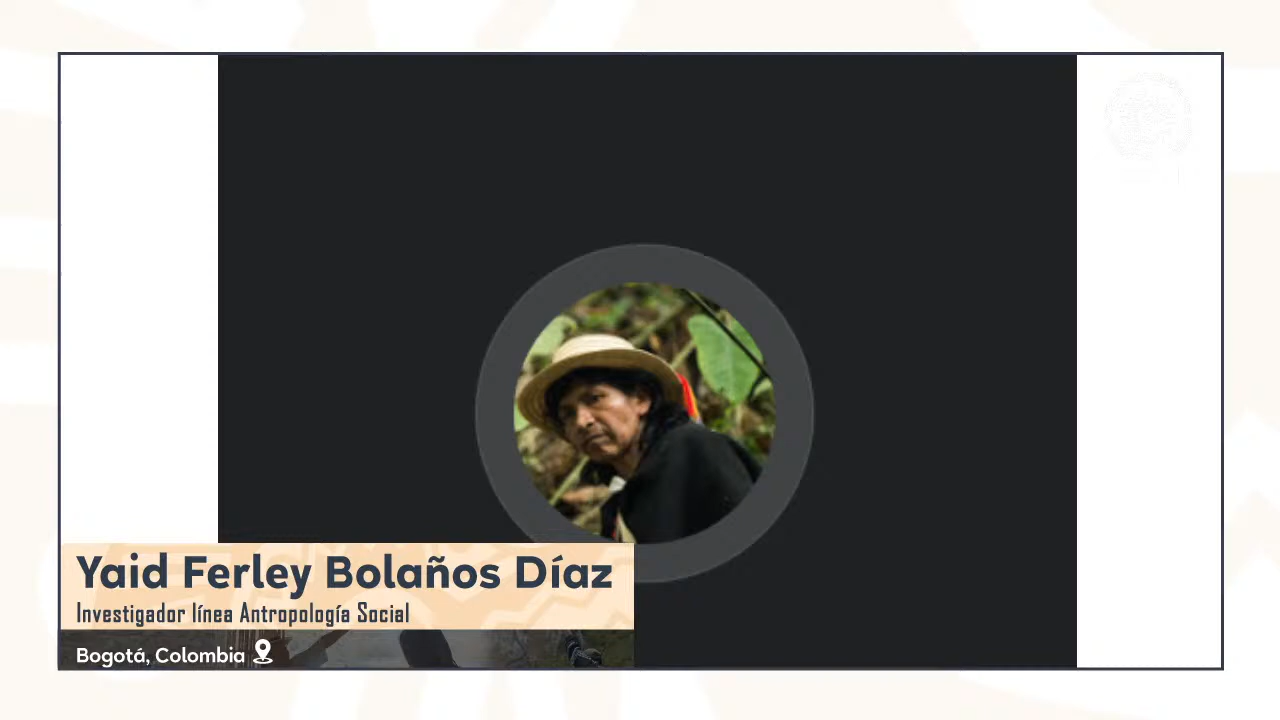 Yaid Ferley Bolaños Díaz
Investigador línea Antropología Social
Bogotá, Colombia